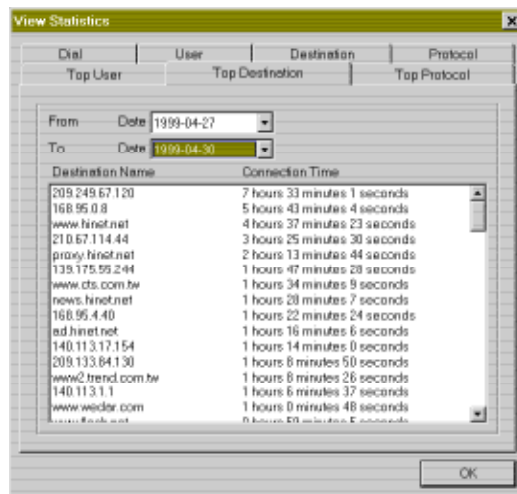 View Statistics
Dial User Destination Protocol
Top User Top Destination Top Protocol
From Date 1999-04-27
To Date 1999-04-30
Destination Name Connection Time
209.249.67.120 7 hours 33 minutes 1 seconds
168.95.0.8 5 hours 43 minutes 4 seconds
www.hinet.net 4 hours 37 minutes 23 seconds
210.67.114.44 3 hours 25 minutes 30 seconds
proxy.hinet.net 2 hours 13 minutes 44 seconds
139.175.55.244 1 hours 47 minutes 28 seconds
www.cts.com.tw 1 hours 34 minutes 9 seconds
news.hinet.net 1 hours 28 minutes 7 seconds
168.95.4.40 1 hours 22 minutes 24 seconds
ad.hinet.net 1 hours 16 minutes 6 seconds
140.113.17.154 1 hours 14 minutes 0 seconds
209.133.84.130 1 hours 8 minutes 50 seconds
www2.trend.com.tw 1 hours 8 minutes 26 seconds
140.113.1.1 1 hours 6 minutes 37 seconds
www.weclar.com 1 hours 0 minutes 48 seconds
OK